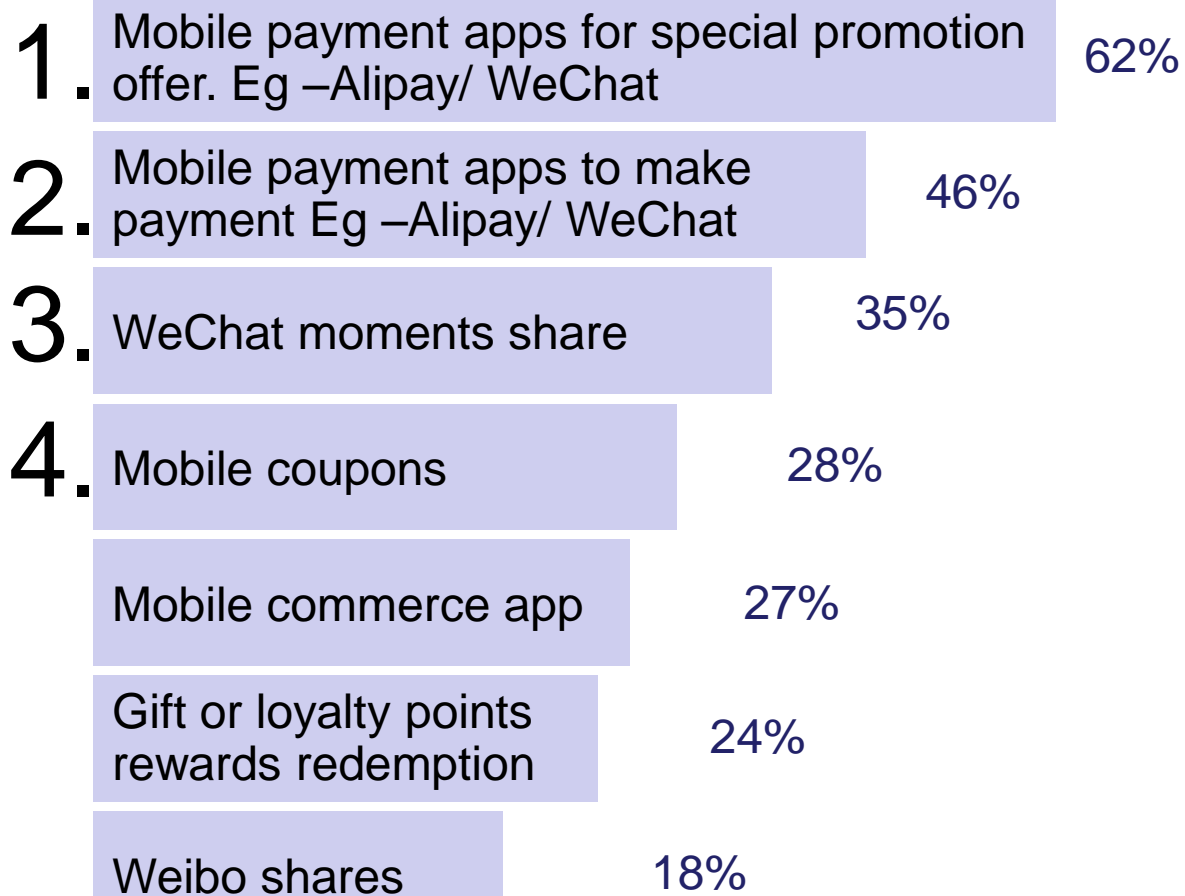 1. Mobile payment apps for special promotion
offer. Eg –Alipay/ WeChat
62%
2. Mobile payment apps to make
payment Eg –Alipay/ WeChat
46%
3. WeChat moments share
35%
4. Mobile coupons
28%
Mobile commerce app
27%
Gift or loyalty points
rewards redemption
24%
Weibo shares
18%